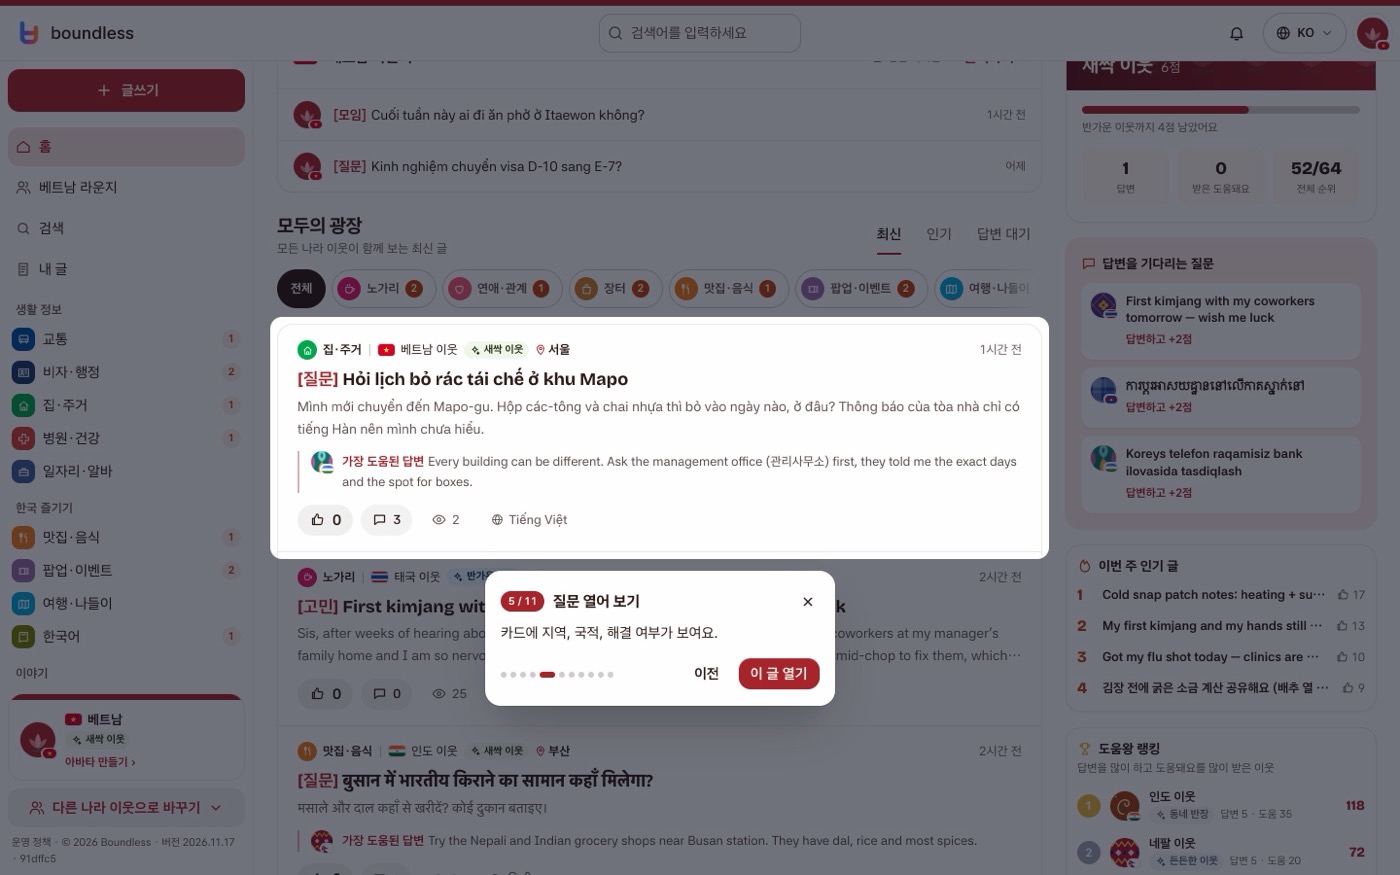 boundless
검색어를 입력하세요
KO
글쓰기
홈
베트남 라운지
검색
내 글
생활 정보
교통 1
비자·행정 2
집·주거 1
병원·건강 1
일자리·알바
한국 즐기기
맛집·음식 1
팝업·이벤트 2
여행·나들이
한국어 1
이야기
베트남
새싹 이웃
아바타 만들기 ›
다른 나라 이웃으로 바꾸기
운영 정책 · © 2026 Boundless · 버전 2026.11.17
· 91dffc5
[모임] Cuối tuần này ai đi ăn phở ở Itaewon không? 1시간 전
[질문] Kinh nghiệm chuyển visa D-10 sang E-7? 어제
모두의 광장
모든 나라 이웃이 함께 보는 최신 글
최신 인기 답변 대기
전체 노가리 2 연애·관계 1 장터 2 맛집·음식 1 팝업·이벤트 2 여행·나들이
집·주거 베트남 이웃 새싹 이웃 서울 1시간 전
[질문] Hỏi lịch bỏ rác tái chế ở khu Mapo
Mình mới chuyển đến Mapo-gu. Hộp các-tông và chai nhựa thì bỏ vào ngày nào, ở đâu? Thông báo của tòa nhà chỉ có
tiếng Hàn nên mình chưa hiểu.
가장 도움된 답변 Every building can be different. Ask the management office (관리사무소) first, they told me the exact days
and the spot for boxes.
0 3 2 Tiếng Việt
노가리 태국 이웃 2시간 전
[고민] First kimjang wit
Sis, after weeks of hearing abo coworkers at my manager's
family home and I am so nervo mid-chop to fix them, which…
0 0 25
5 / 11 질문 열어 보기
카드에 지역, 국적, 해결 여부가 보여요.
이전 이 글 열기
맛집·음식 인도 이웃 새싹 이웃 부산 2시간 전
[질문] बुसान में भारतीय किराने का सामान कहाँ मिलेगा?
मसाले और दाल कहाँ से खरीदें? कोई दुकान बताइए।
가장 도움된 답변 Try the Nepali and Indian grocery shops near Busan station. They have dal, rice and most spices.
새싹 이웃 6점
반가운 이웃까지 4점 남았어요
1 0 52/64
답변 받은 도움돼요 전체 순위
답변을 기다리는 질문
First kimjang with my coworkers
tomorrow — wish me luck
답변하고 +2점
답변하고 +2점
Koreys telefon raqamisiz bank
ilovasida tasdiqlash
답변하고 +2점
이번 주 인기 글
1 Cold snap patch notes: heating + su… 17
2 My first kimjang and my hands still … 13
3 Got my flu shot today — clinics are … 10
4 김장 전에 굵은 소금 계산 공유해요 (배추 열 … 9
도움왕 랭킹
답변을 많이 하고 도움돼요를 많이 받은 이웃
1 인도 이웃 118
동네 반장 답변 5 · 도움 35
2 네팔 이웃 72
든든한 이웃 답변 5 · 도움 20